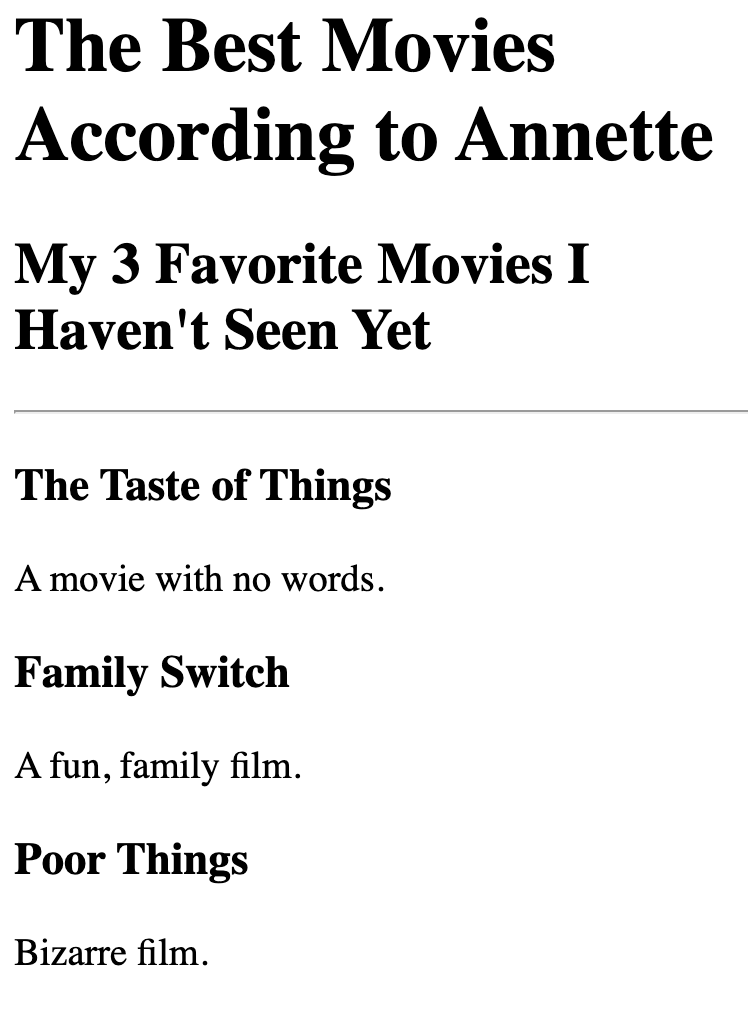 The Best Movies
According to Annette
My 3 Favorite Movies I
Haven't Seen Yet
The Taste of Things
A movie with no words.
Family Switch
A fun, family film.
Poor Things
Bizarre film.